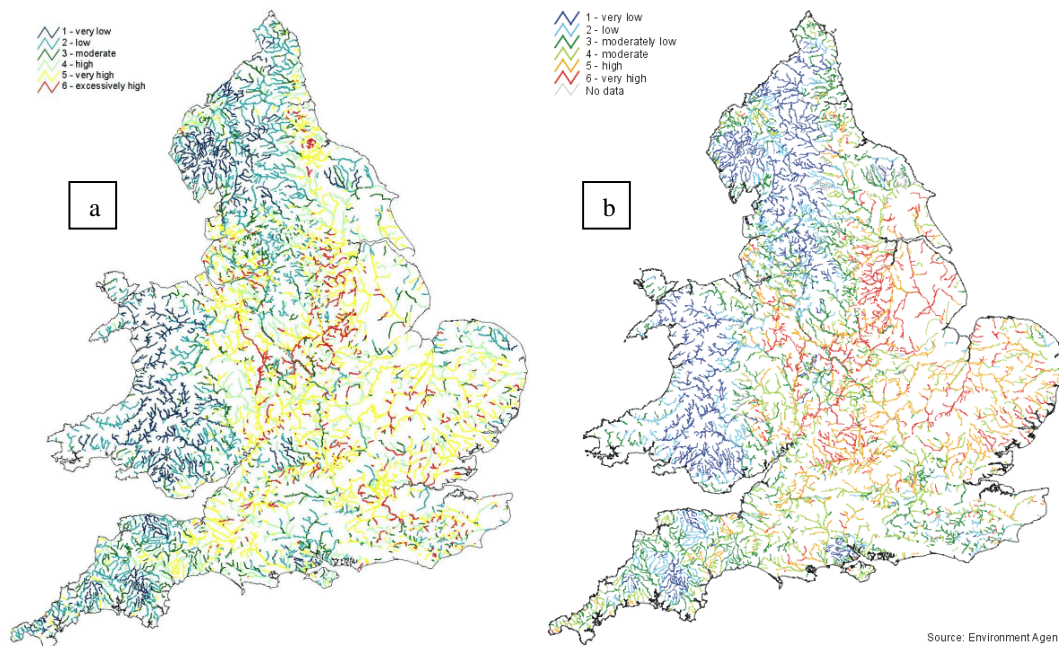 1 - very low
2 - low
3 - moderate
4 - high
5 - very high
6 - excessively high
a
1 - very low
2 - low
3 - moderately low
4 - moderate
5 - high
6 - very high
No data
b
Source: Environment Agen